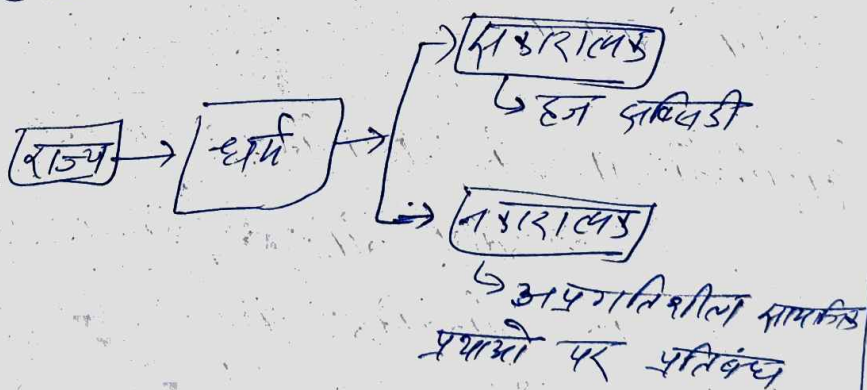 सकारात्मक
हज सब्सिडी
राज्य → धर्म →
नकारात्मक
अप्रगतिशील सामाजिक
प्रथाओ पर प्रतिबंध